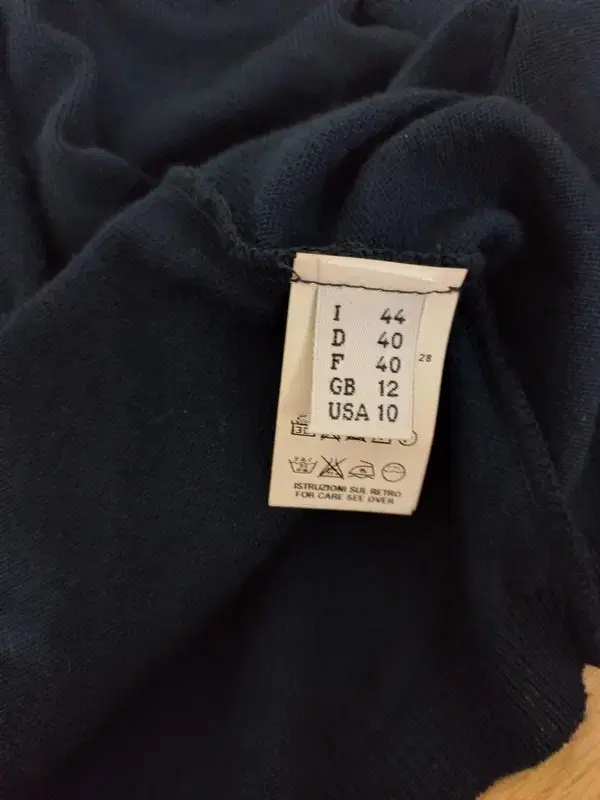 I 44
D 40
F 40
28
GB 12
USA 10
ISTRUZIONI SUL RETRO
FOR CARE SEE OVER